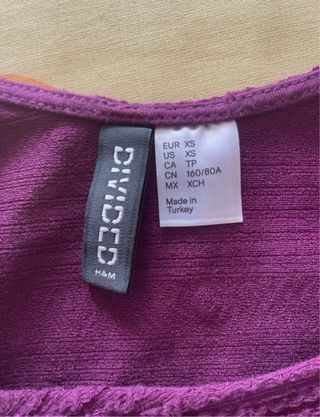 DIVIDED
H&M
EUR XS
US XS
CA TP
CN 160/80A
MX XCH
Made in
Turkey